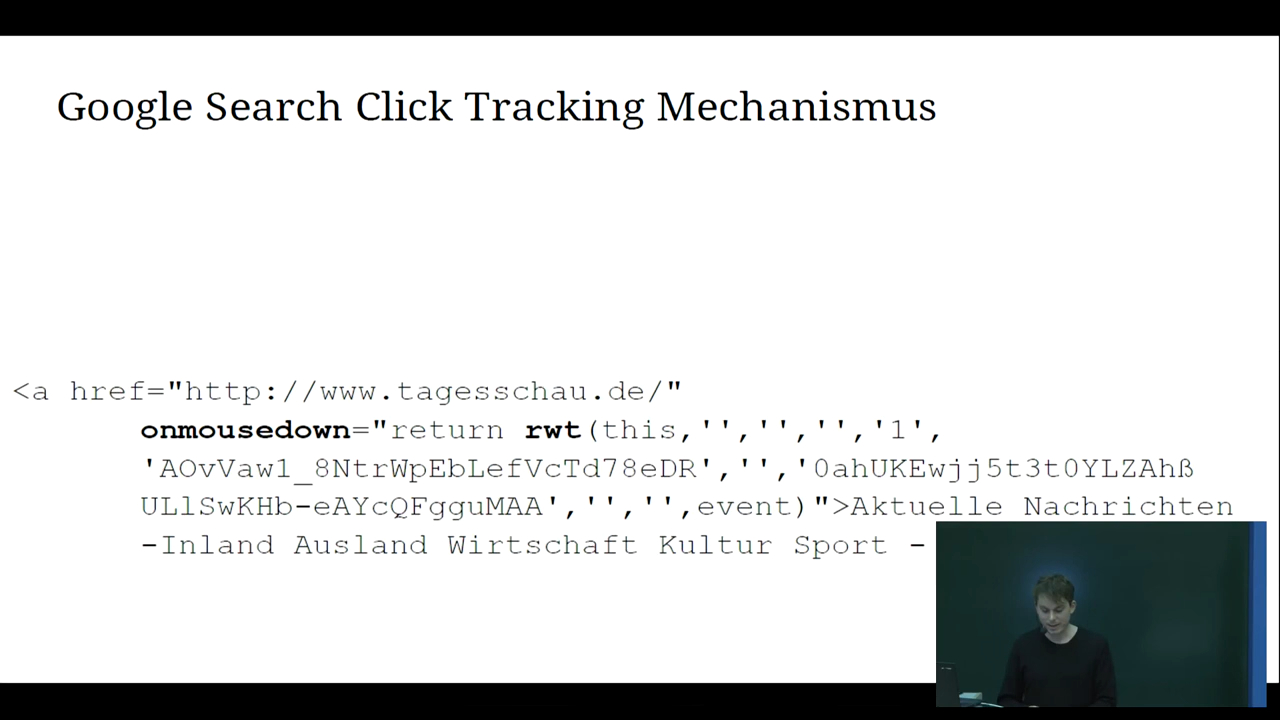 Google Search Click Tracking Mechanismus
<a href="http://www.tagesschau.de/"
onmousedown="return rwt(this,'','','','1',
'AOvVaw1_8NtrWpEbLefVcTd78eDR','','0ahUKEwjj5t3t0YLZAhß
ULlSwKHb-eAYcQFgguMAA','','',event)">Aktuelle Nachrichten
-Inland Ausland Wirtschaft Kultur Sport -